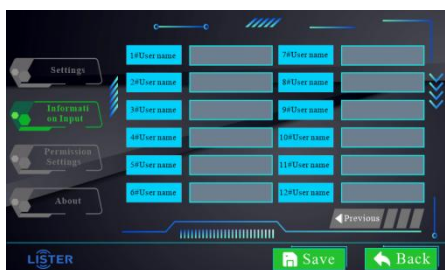 Settings
Informati
on Input
Permission
Settings
About
1#User name
7#User name
2#User name
8#User name
3#User name
9#User name
4#User name
10#User name
5#User name
11#User name
6#User name
12#User name
Previous
LISTER
Save
Back